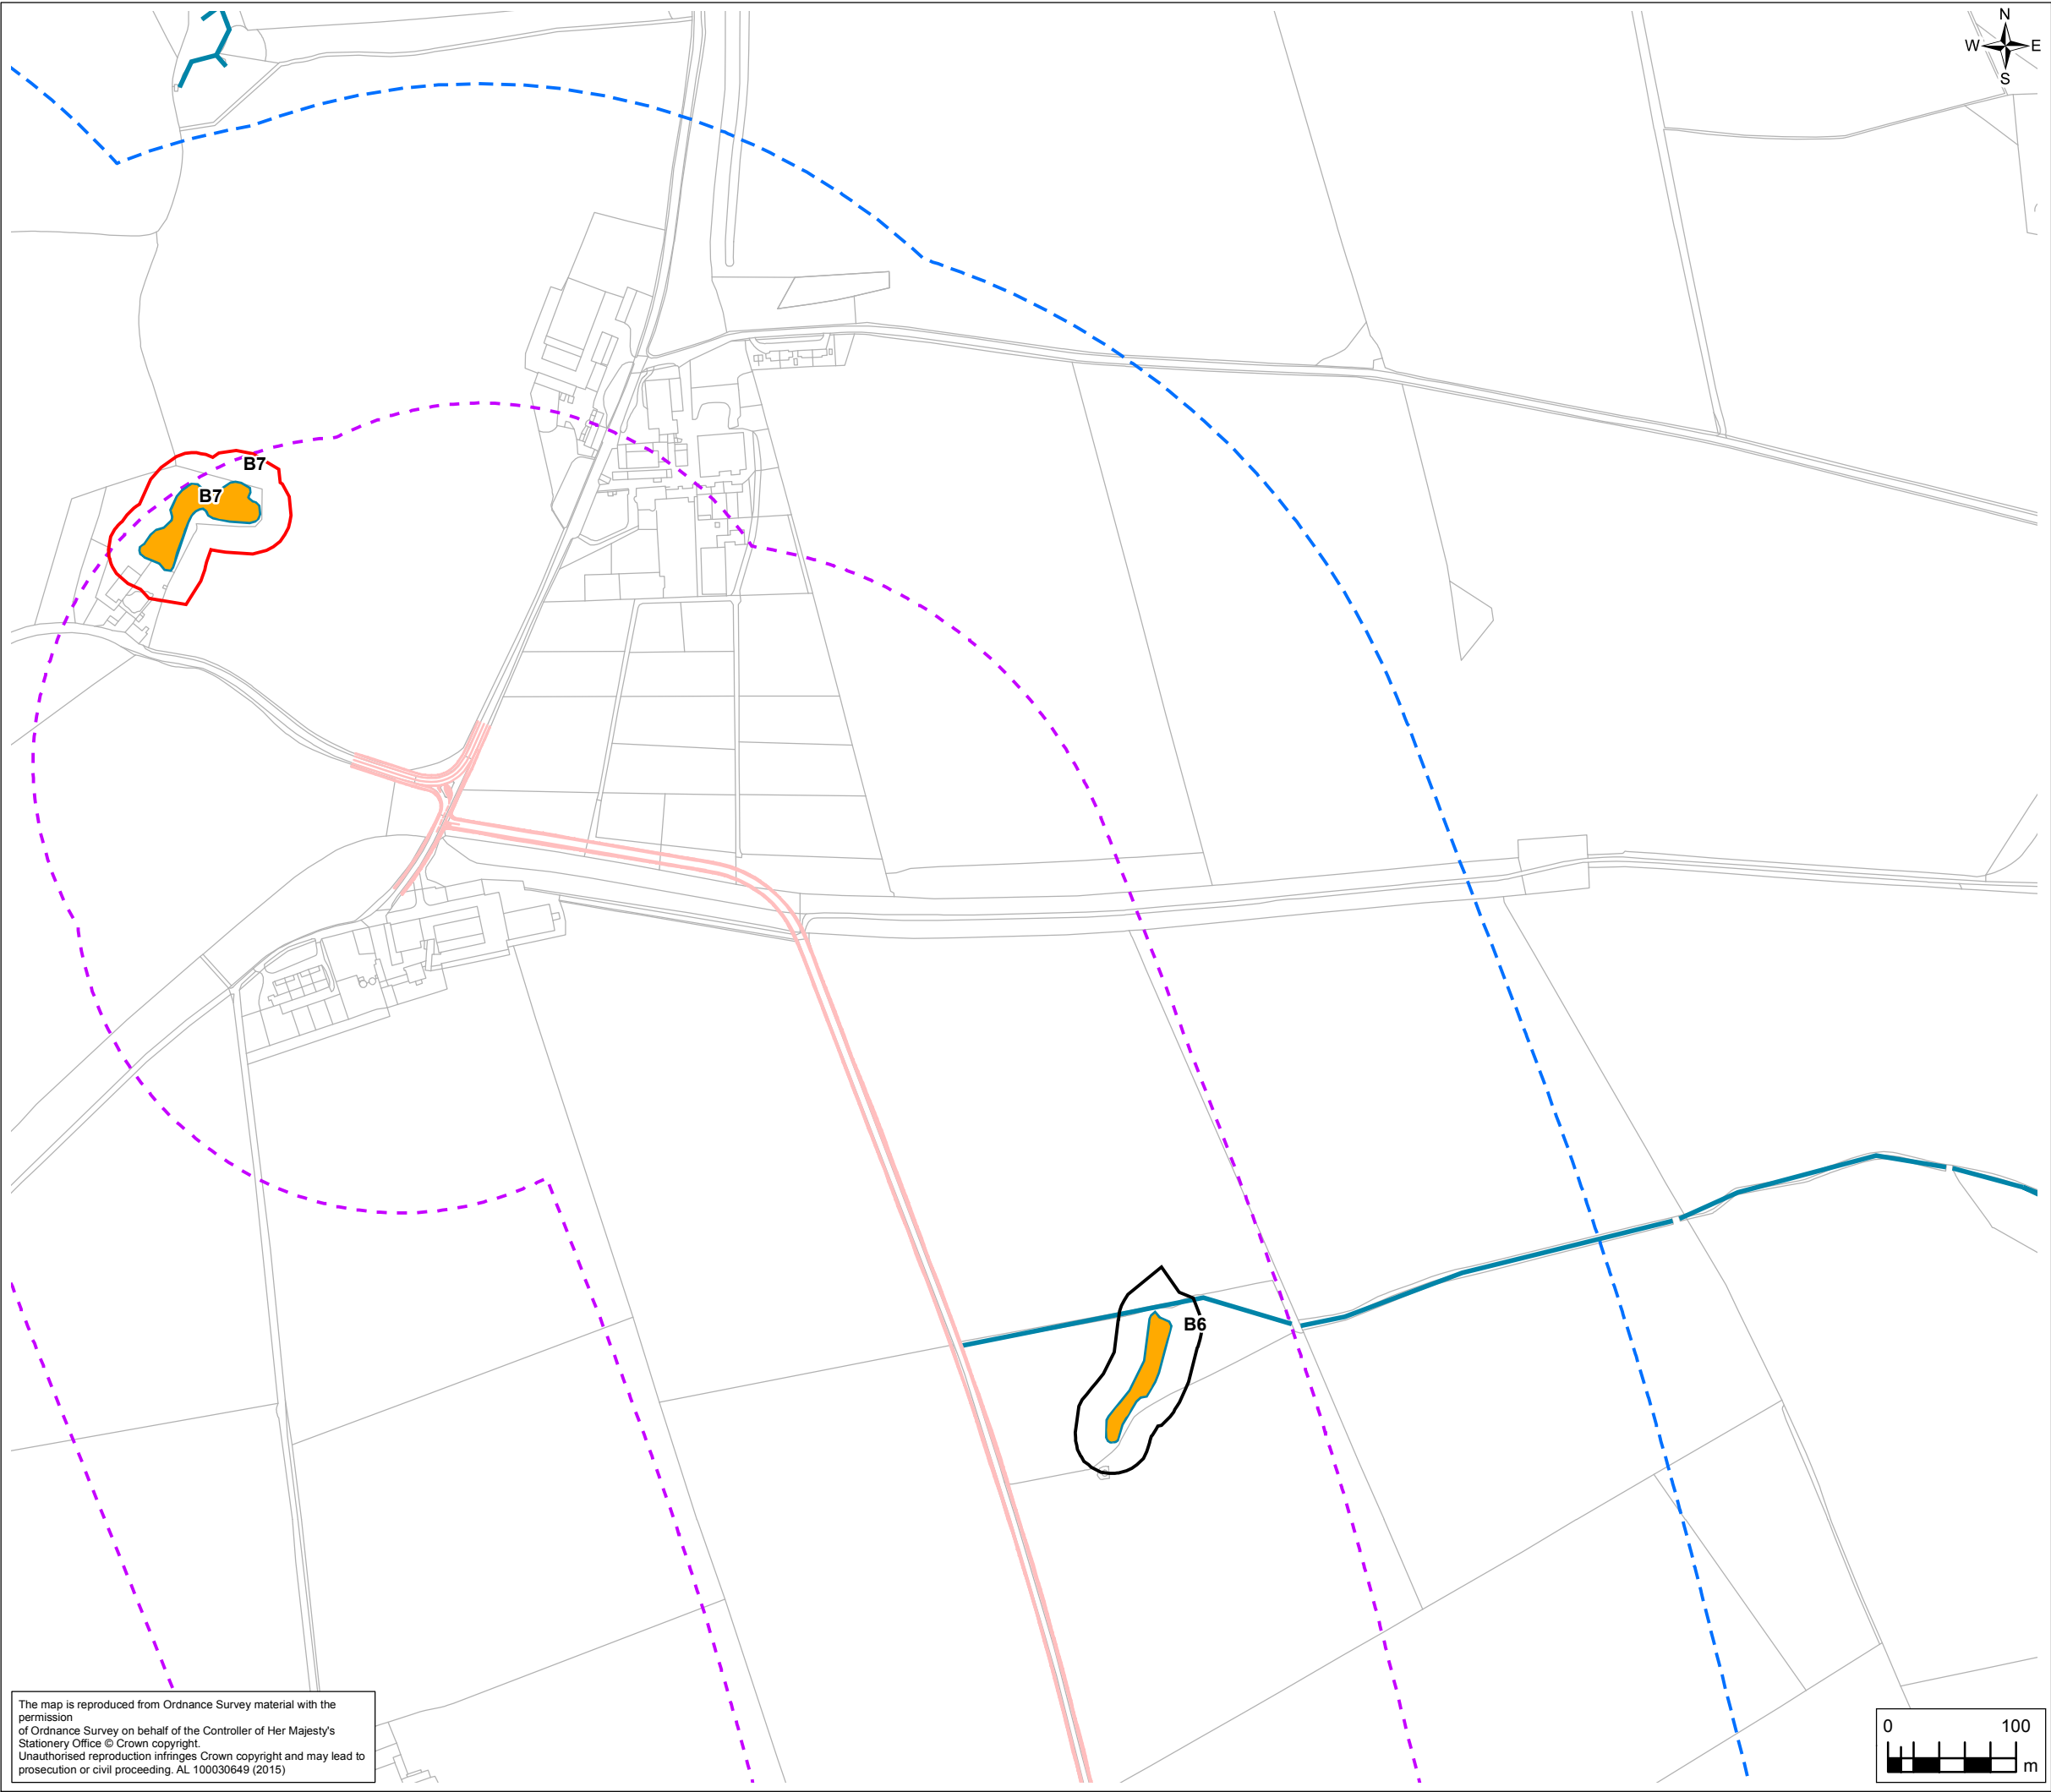 N
W E
S
B7
B7
B6
The map is reproduced from Ordnance Survey material with the
permission
of Ordnance Survey on behalf of the Controller of Her Majesty's
Stationery Office © Crown copyright.
Unauthorised reproduction infringes Crown copyright and may lead to
prosecution or civil proceeding. AL 100030649 (2015)
0 100
m